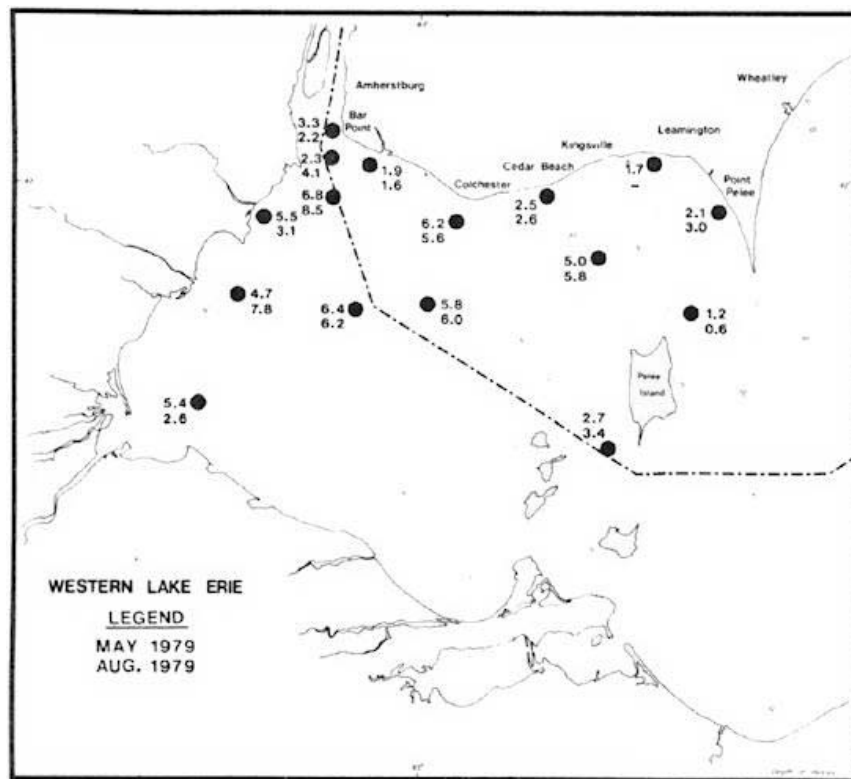 Amherstburg
Wheatley
Bar
Point
Leamington
Kingsville
Cedar Beach
Colchester
Point
Pelee
3.3
2.2
2.3
4.1
1.9
1.6
1.7
–
6.8
8.5
5.5
3.1
2.5
2.6
6.2
5.6
2.1
3.0
5.0
5.8
4.7
7.8
6.4
6.2
5.8
6.0
1.2
0.6
Pelee
Island
5.4
2.6
2.7
3.4
WESTERN LAKE ERIE
LEGEND
MAY 1979
AUG. 1979